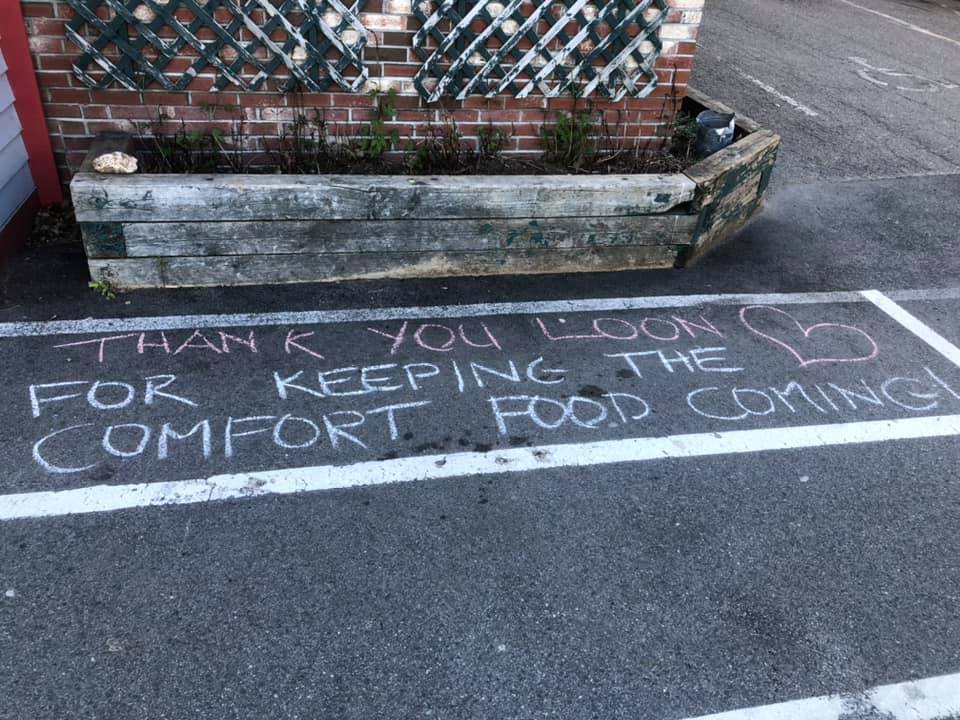 THANK YOU LOON
FOR KEEPING THE
COMFORT FOOD COMING!